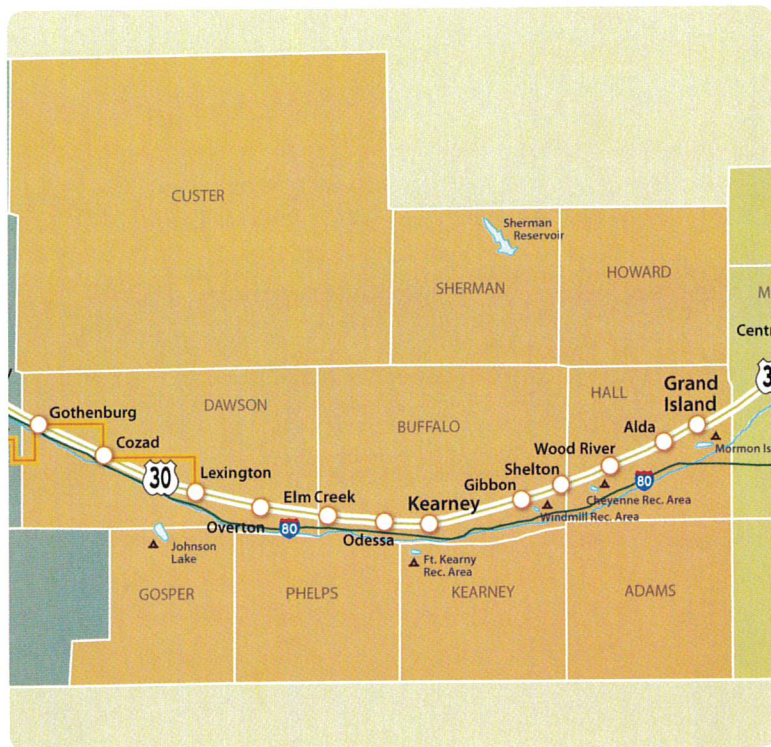 CUSTER
Sherman
Reservoir
SHERMAN
HOWARD
M
Centr
3
Grand
Island
HALL
DAWSON
BUFFALO
Gothenburg
Alda
Mormon Is
Cozad
Wood River
30
Shelton
80
Lexington
Gibbon
Cheyenne Rec. Area
Elm Creek
Kearney
Windmill Rec. Area
Overton
80
Odessa
Johnson
Lake
Ft. Kearny
Rec. Area
GOSPER
PHELPS
KEARNEY
ADAMS